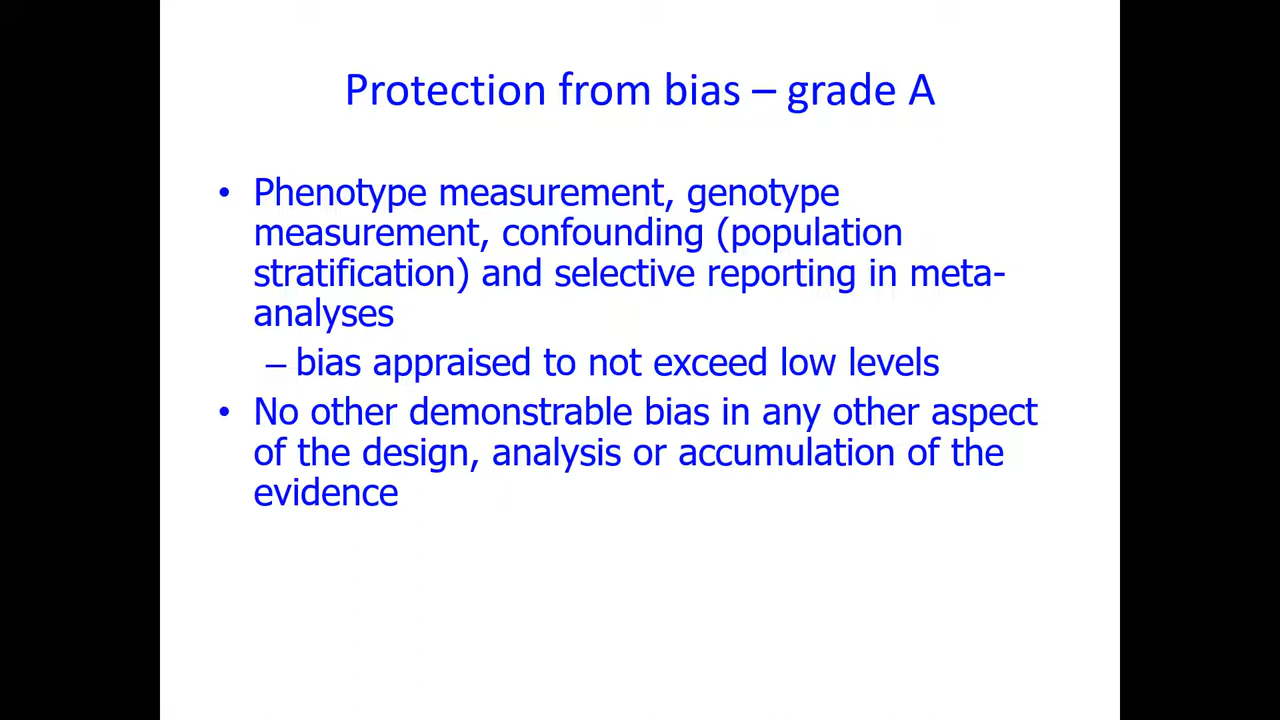 Protection from bias – grade A
• Phenotype measurement, genotype
measurement, confounding (population
stratification) and selective reporting in meta-
analyses
– bias appraised to not exceed low levels
• No other demonstrable bias in any other aspect
of the design, analysis or accumulation of the
evidence